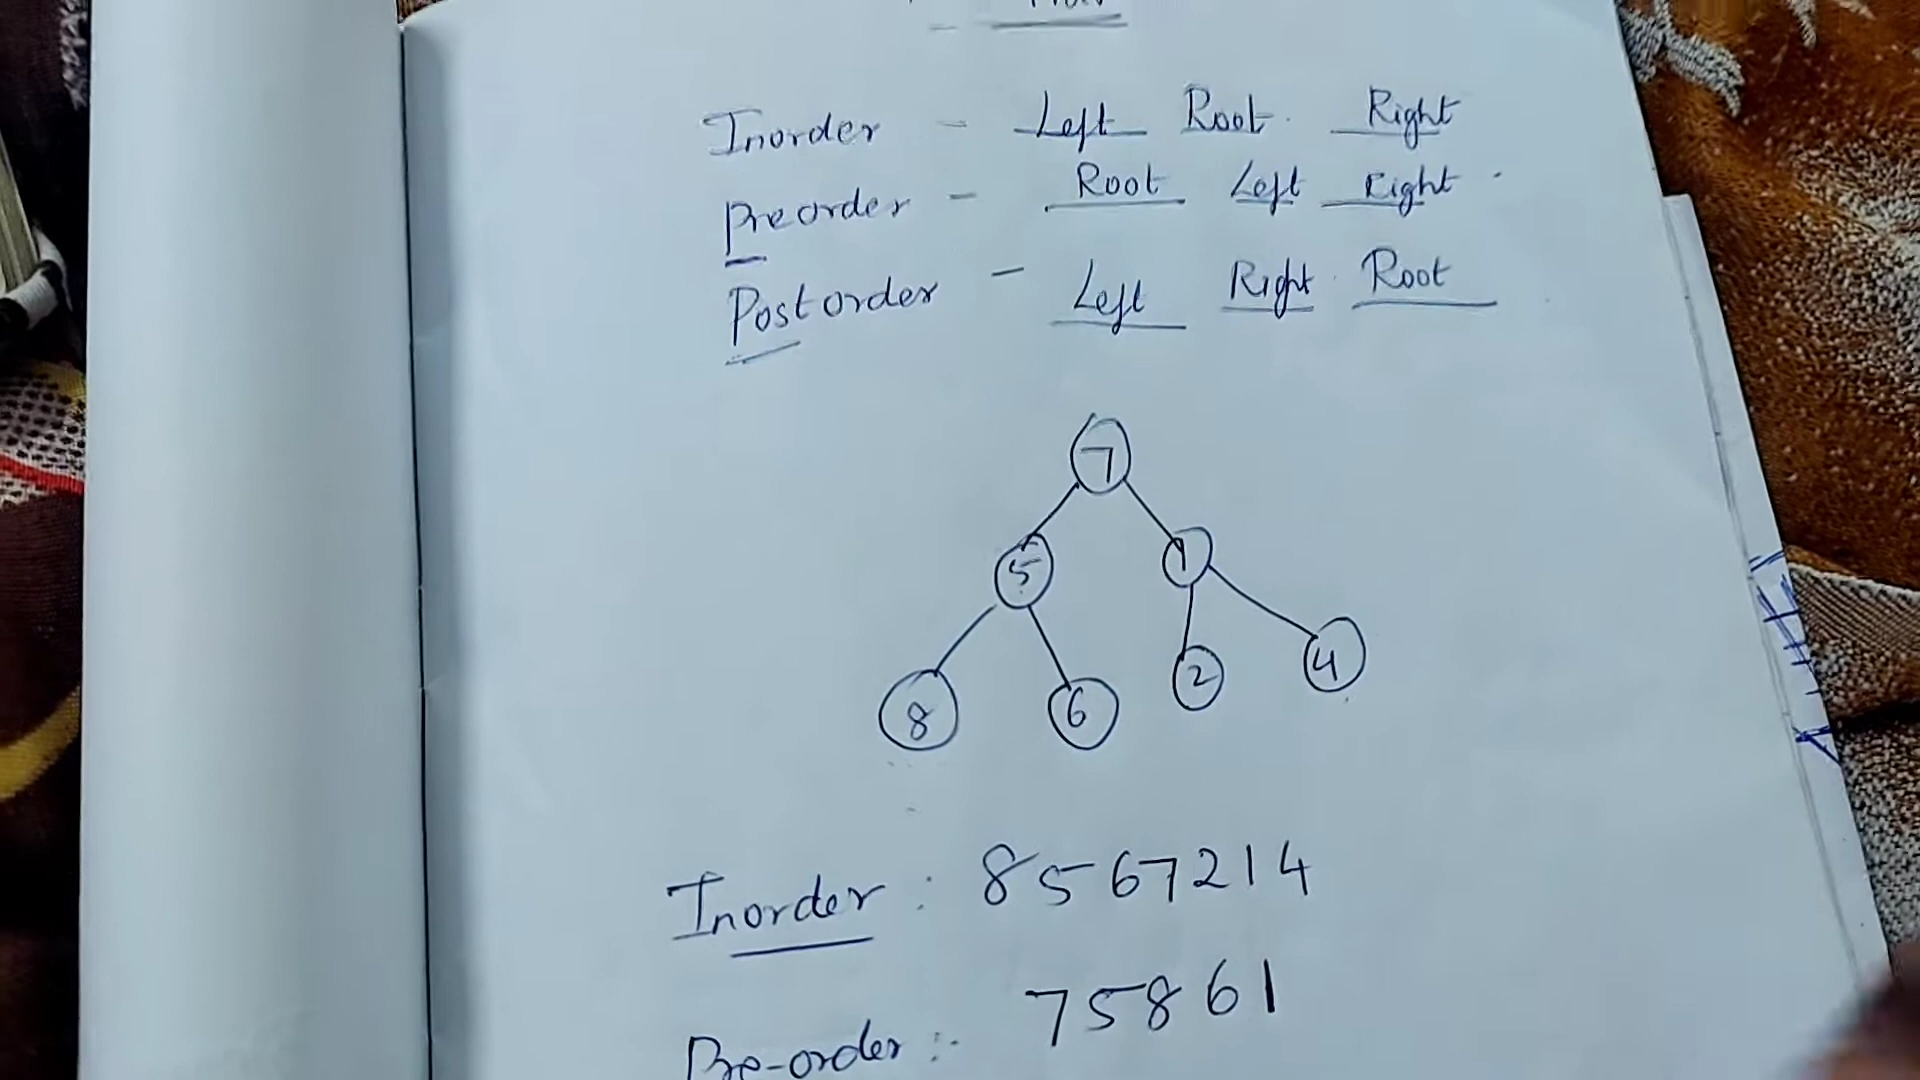 Inorder - Left Root Right
Preorder - Root Left Right
Postorder - Left Right Root
7
5 1
8 6 2 4
Inorder : 8 5 6 7 2 1 4
Pre-order :- 7 5 8 6 1